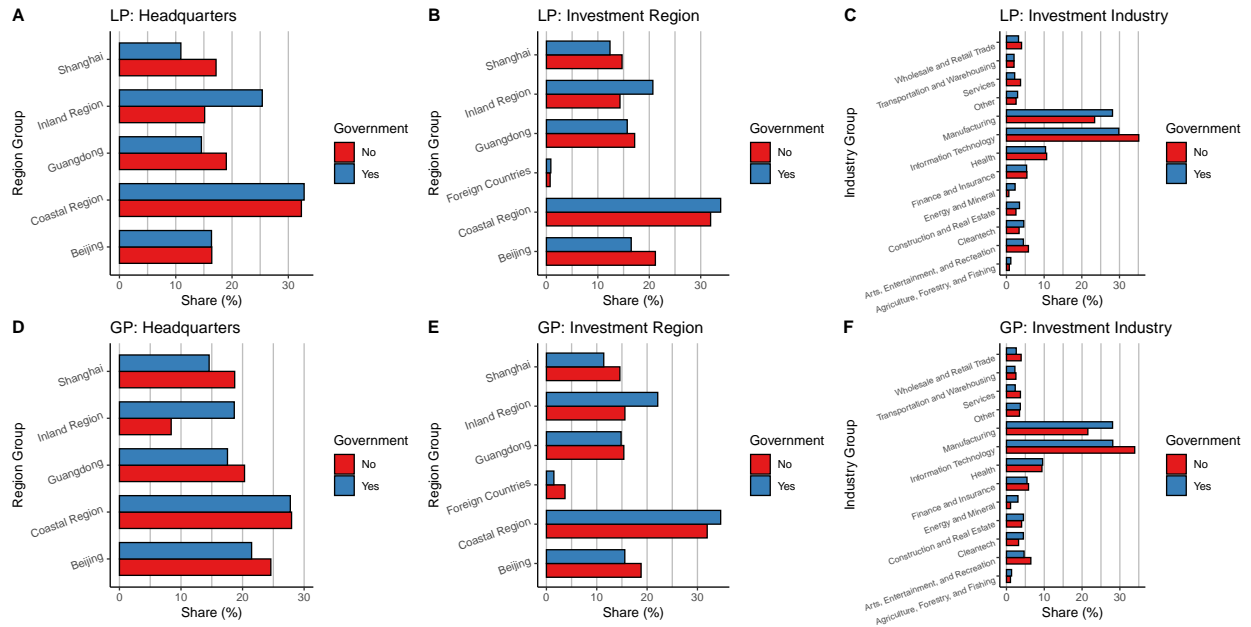 A
LP: Headquarters
Region Group
Shanghai
Inland Region
Guangdong
Coastal Region
Beijing
0
10
20
30
Share (%)
Government
No
Yes
B
LP: Investment Region
Region Group
Shanghai
Inland Region
Guangdong
Foreign Countries
Coastal Region
Beijing
0
10
20
30
Share (%)
Government
No
Yes
C
LP: Investment Industry
Industry Group
Wholesale and Retail Trade
Transportation and Warehousing
Services
Other
Manufacturing
Information Technology
Health
Finance and Insurance
Energy and Mineral
Construction and Real Estate
Cleantech
Arts, Entertainment, and Recreation
Agriculture, Forestry, and Fishing
0
10
20
30
Share (%)
Government
No
Yes
D
GP: Headquarters
Region Group
Shanghai
Inland Region
Guangdong
Coastal Region
Beijing
0
10
20
30
Share (%)
Government
No
Yes
E
GP: Investment Region
Region Group
Shanghai
Inland Region
Guangdong
Foreign Countries
Coastal Region
Beijing
0
10
20
30
Share (%)
Government
No
Yes
F
GP: Investment Industry
Industry Group
Wholesale and Retail Trade
Transportation and Warehousing
Services
Other
Manufacturing
Information Technology
Health
Finance and Insurance
Energy and Mineral
Construction and Real Estate
Cleantech
Arts, Entertainment, and Recreation
Agriculture, Forestry, and Fishing
0
10
20
30
Share (%)
Government
No
Yes